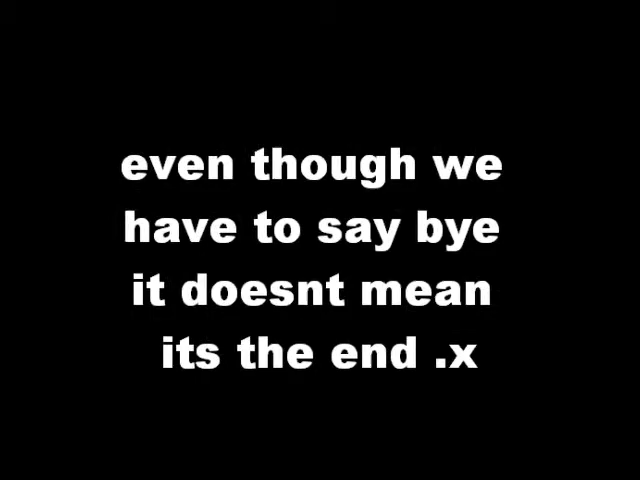 even though we
have to say bye
it doesnt mean
its the end .x